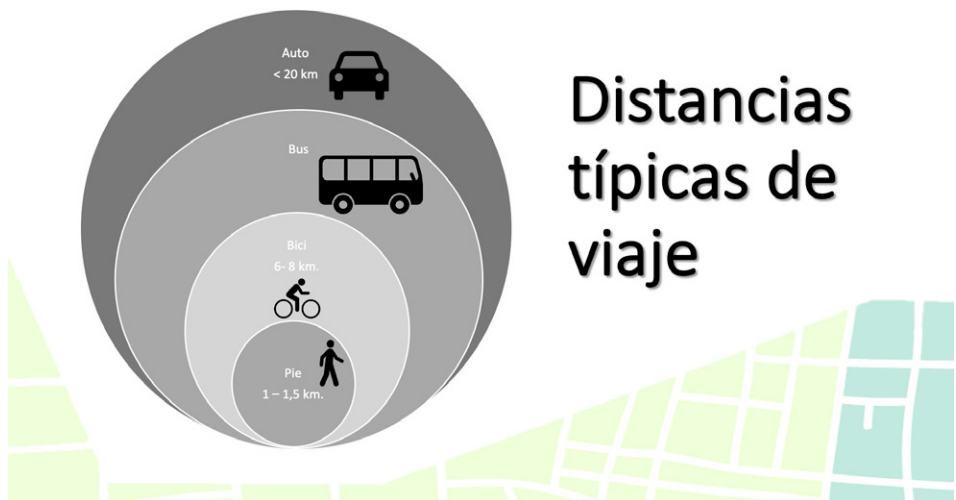 Auto
< 20 km
Bus
Bici
6- 8 km.
Pie
1 – 1,5 km.
Distancias
típicas de
viaje